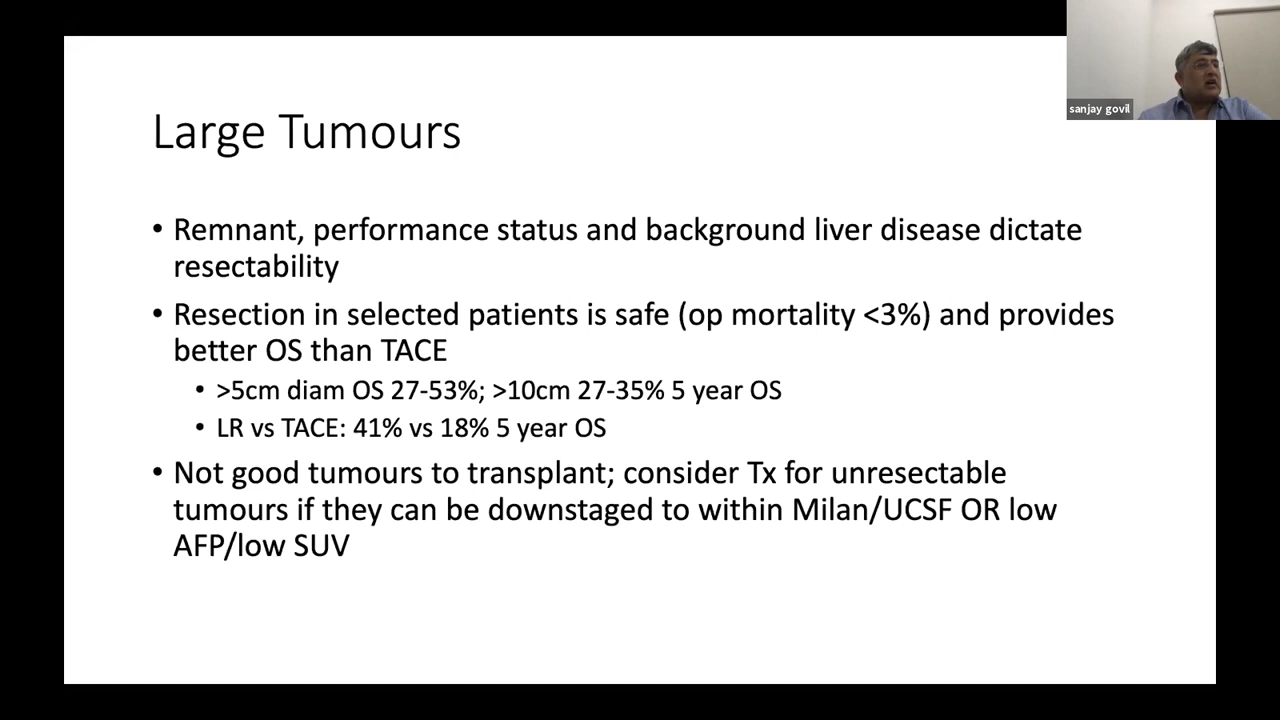 sanjay govil
Large Tumours
• Remnant, performance status and background liver disease dictate
resectability
• Resection in selected patients is safe (op mortality <3%) and provides
better OS than TACE
• >5cm diam OS 27-53%; >10cm 27-35% 5 year OS
• LR vs TACE: 41% vs 18% 5 year OS
• Not good tumours to transplant; consider Tx for unresectable
tumours if they can be downstaged to within Milan/UCSF OR low
AFP/low SUV